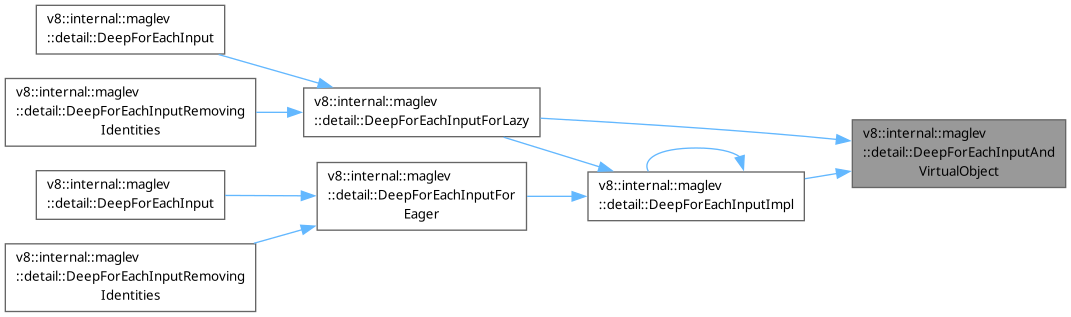 v8::internal::maglev
::detail::DeepForEachInput
v8::internal::maglev
::detail::DeepForEachInputRemoving
Identities
v8::internal::maglev
::detail::DeepForEachInputForLazy
v8::internal::maglev
::detail::DeepForEachInputAnd
VirtualObject
v8::internal::maglev
::detail::DeepForEachInput
v8::internal::maglev
::detail::DeepForEachInputFor
Eager
v8::internal::maglev
::detail::DeepForEachInputImpl
v8::internal::maglev
::detail::DeepForEachInputRemoving
Identities